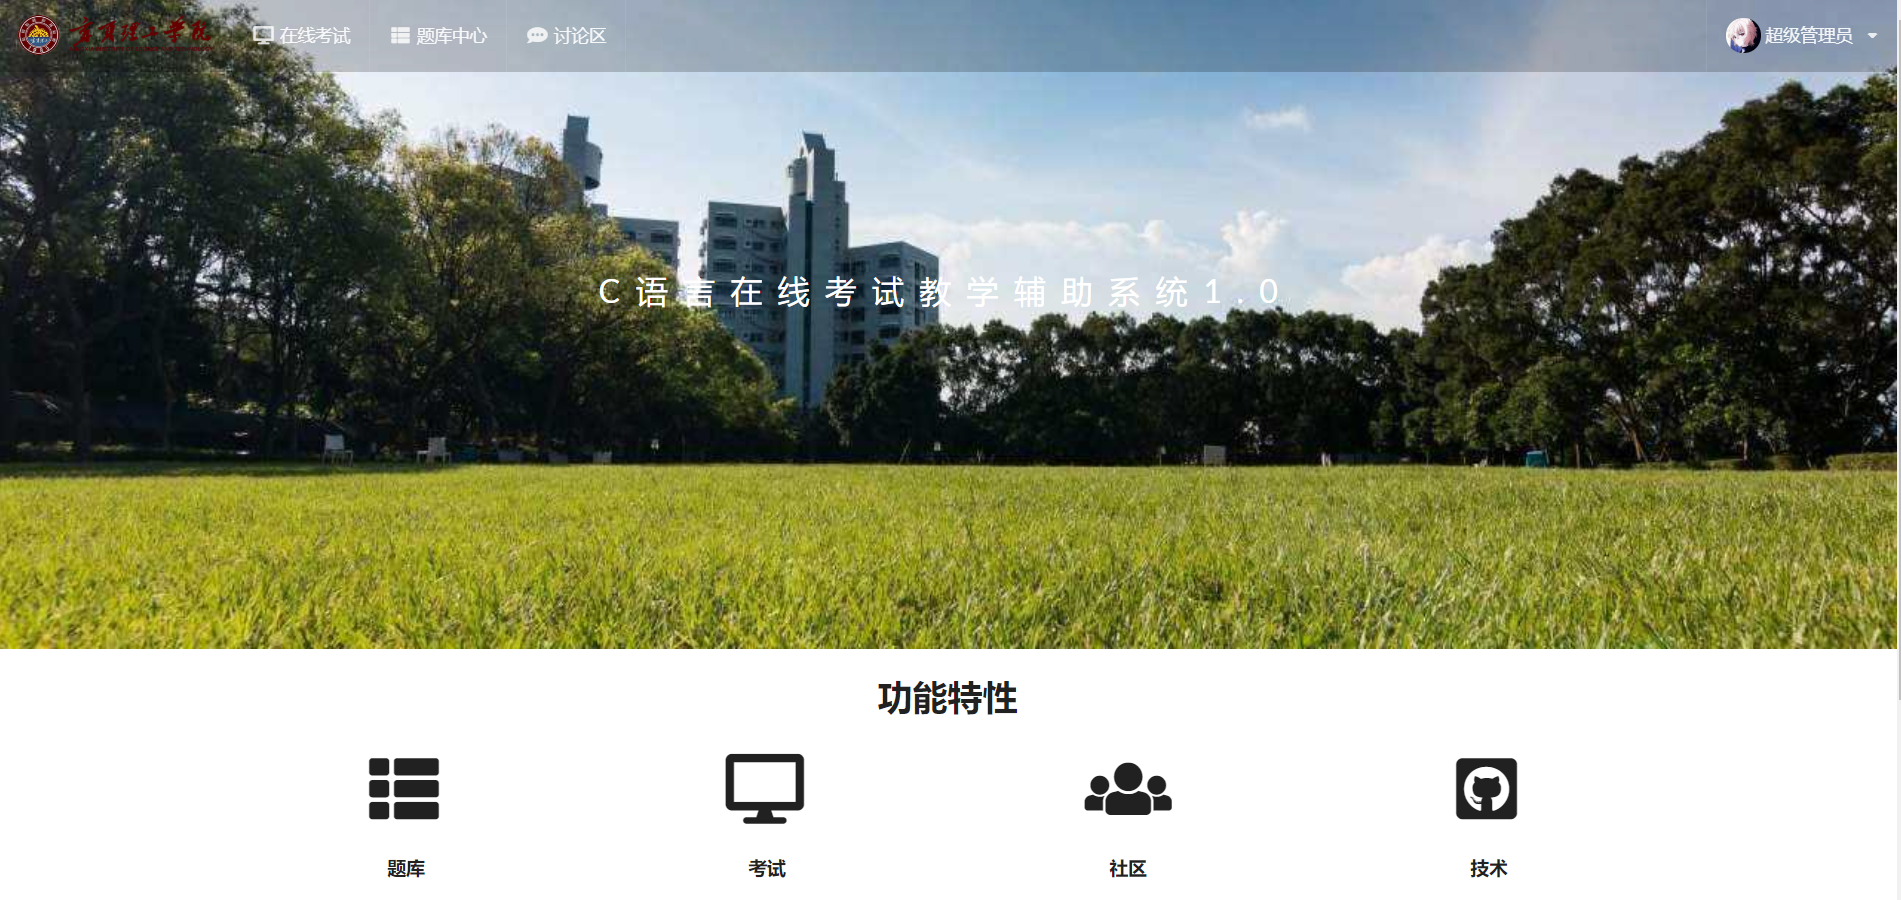 在线考试
题库中心
讨论区
超级管理员
C语言在线考试教学辅助系统1.0
功能特性
题库
考试
社区
技术